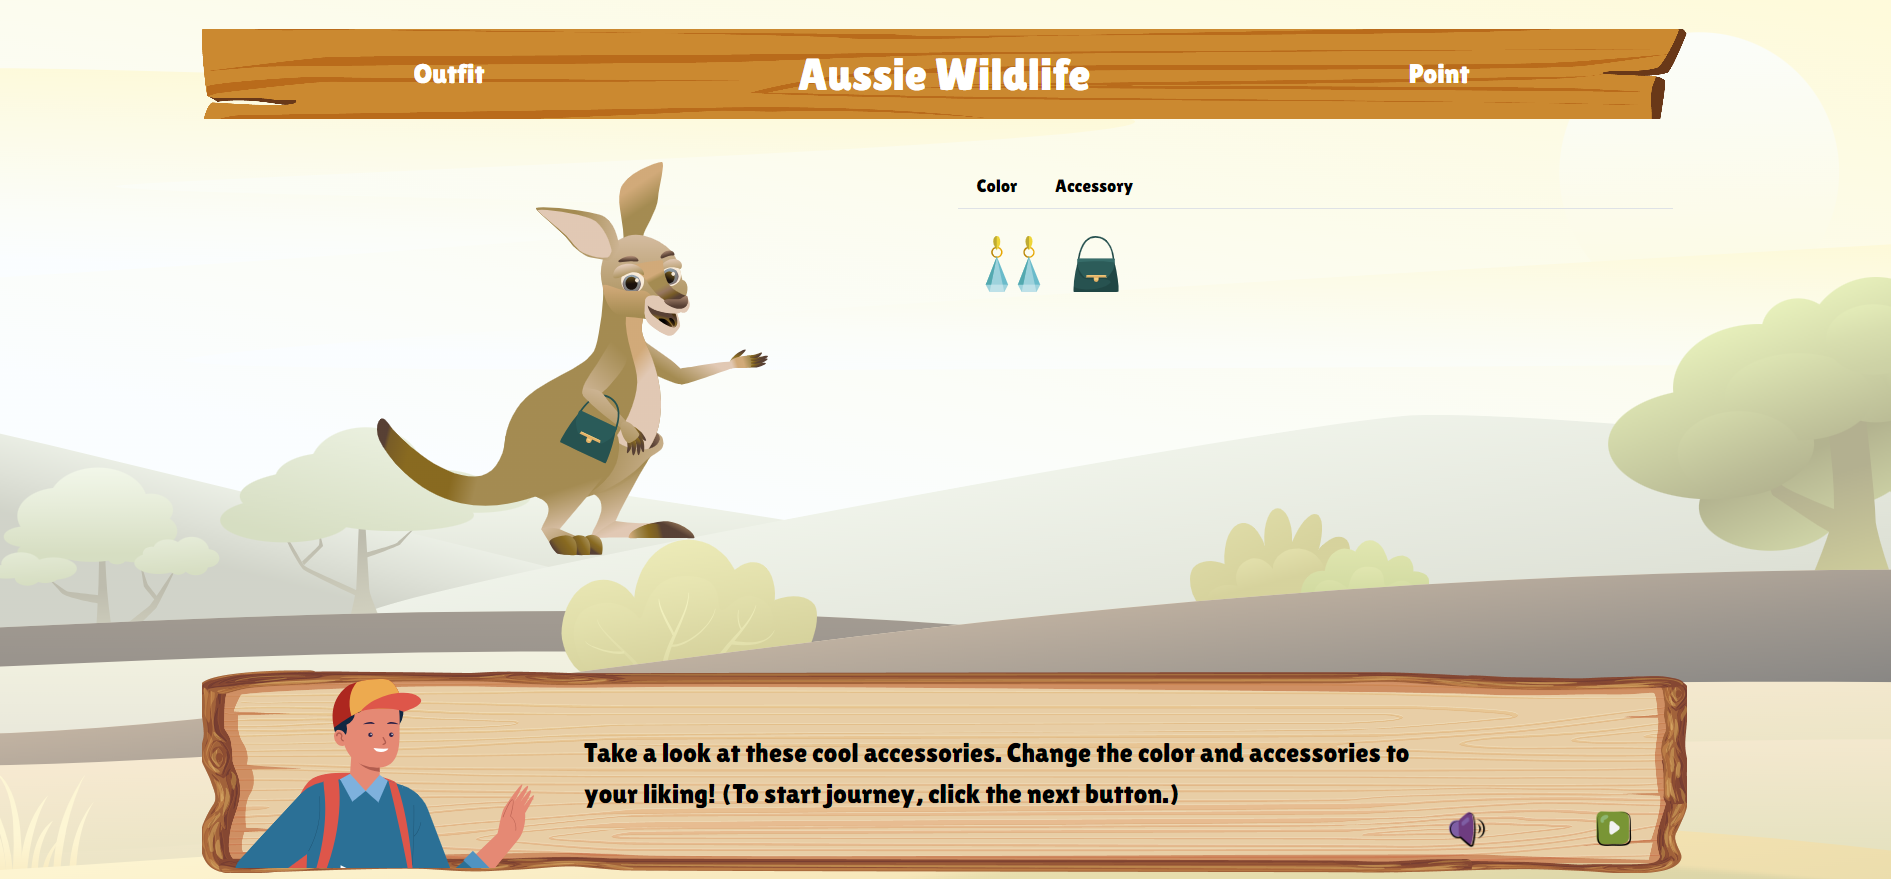 Outfit
Aussie Wildlife
Point
Color
Accessory
Take a look at these cool accessories. Change the color and accessories to
your liking! (To start journey, click the next button.)